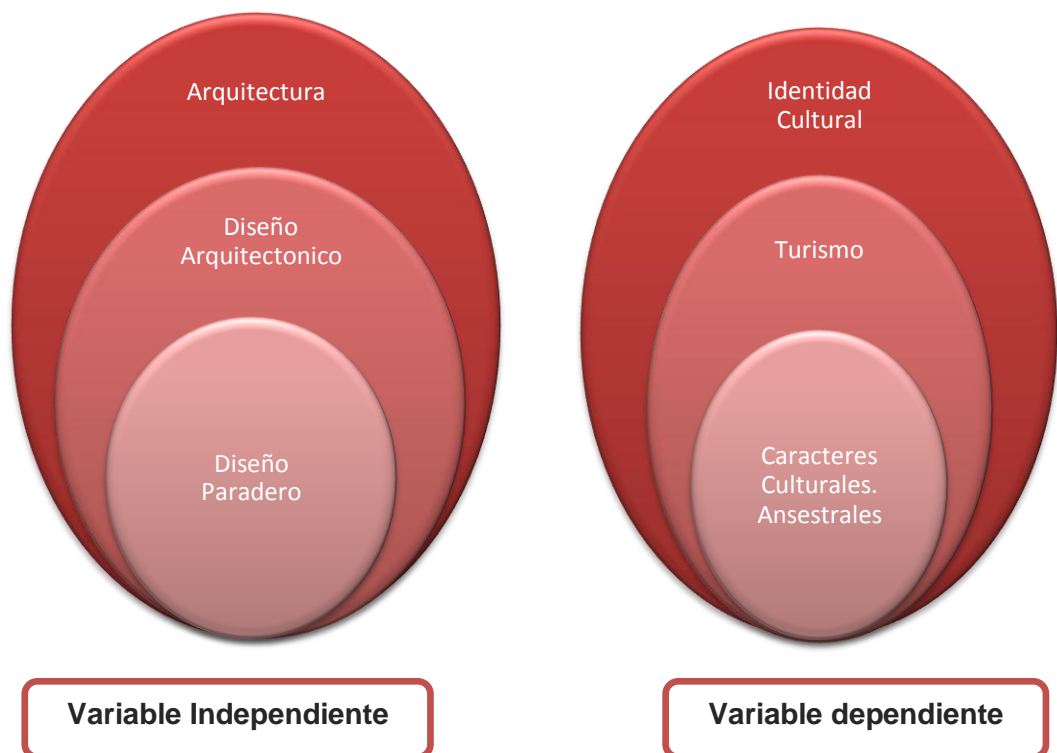 Arquitectura
Diseño
Arquitectonico
Diseño
Paradero
Variable Independiente
Identidad
Cultural
Turismo
Caracteres
Culturales.
Ansestrales
Variable dependiente